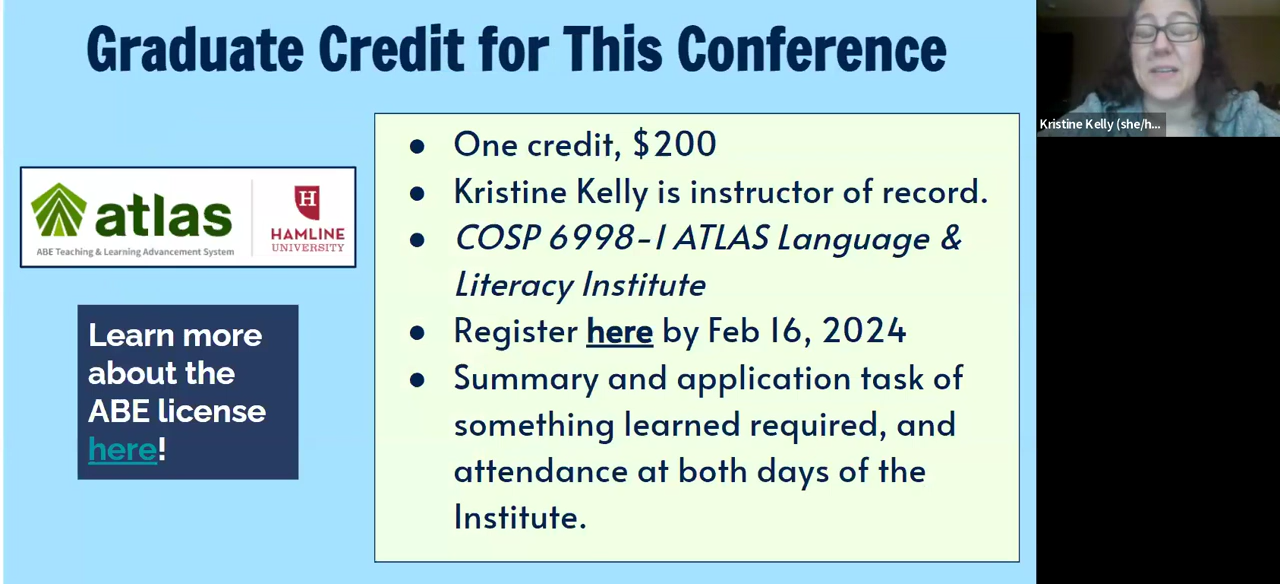 Graduate Credit for This Conference
Kristine Kelly (she/h...
atlas
ABE Teaching & Learning Advancement System
H
HAMLINE
UNIVERSITY
Learn more
about the
ABE license
here!
● One credit, $200
● Kristine Kelly is instructor of record.
● COSP 6998-1 ATLAS Language &
Literacy Institute
● Register here by Feb 16, 2024
● Summary and application task of
something learned required, and
attendance at both days of the
Institute.